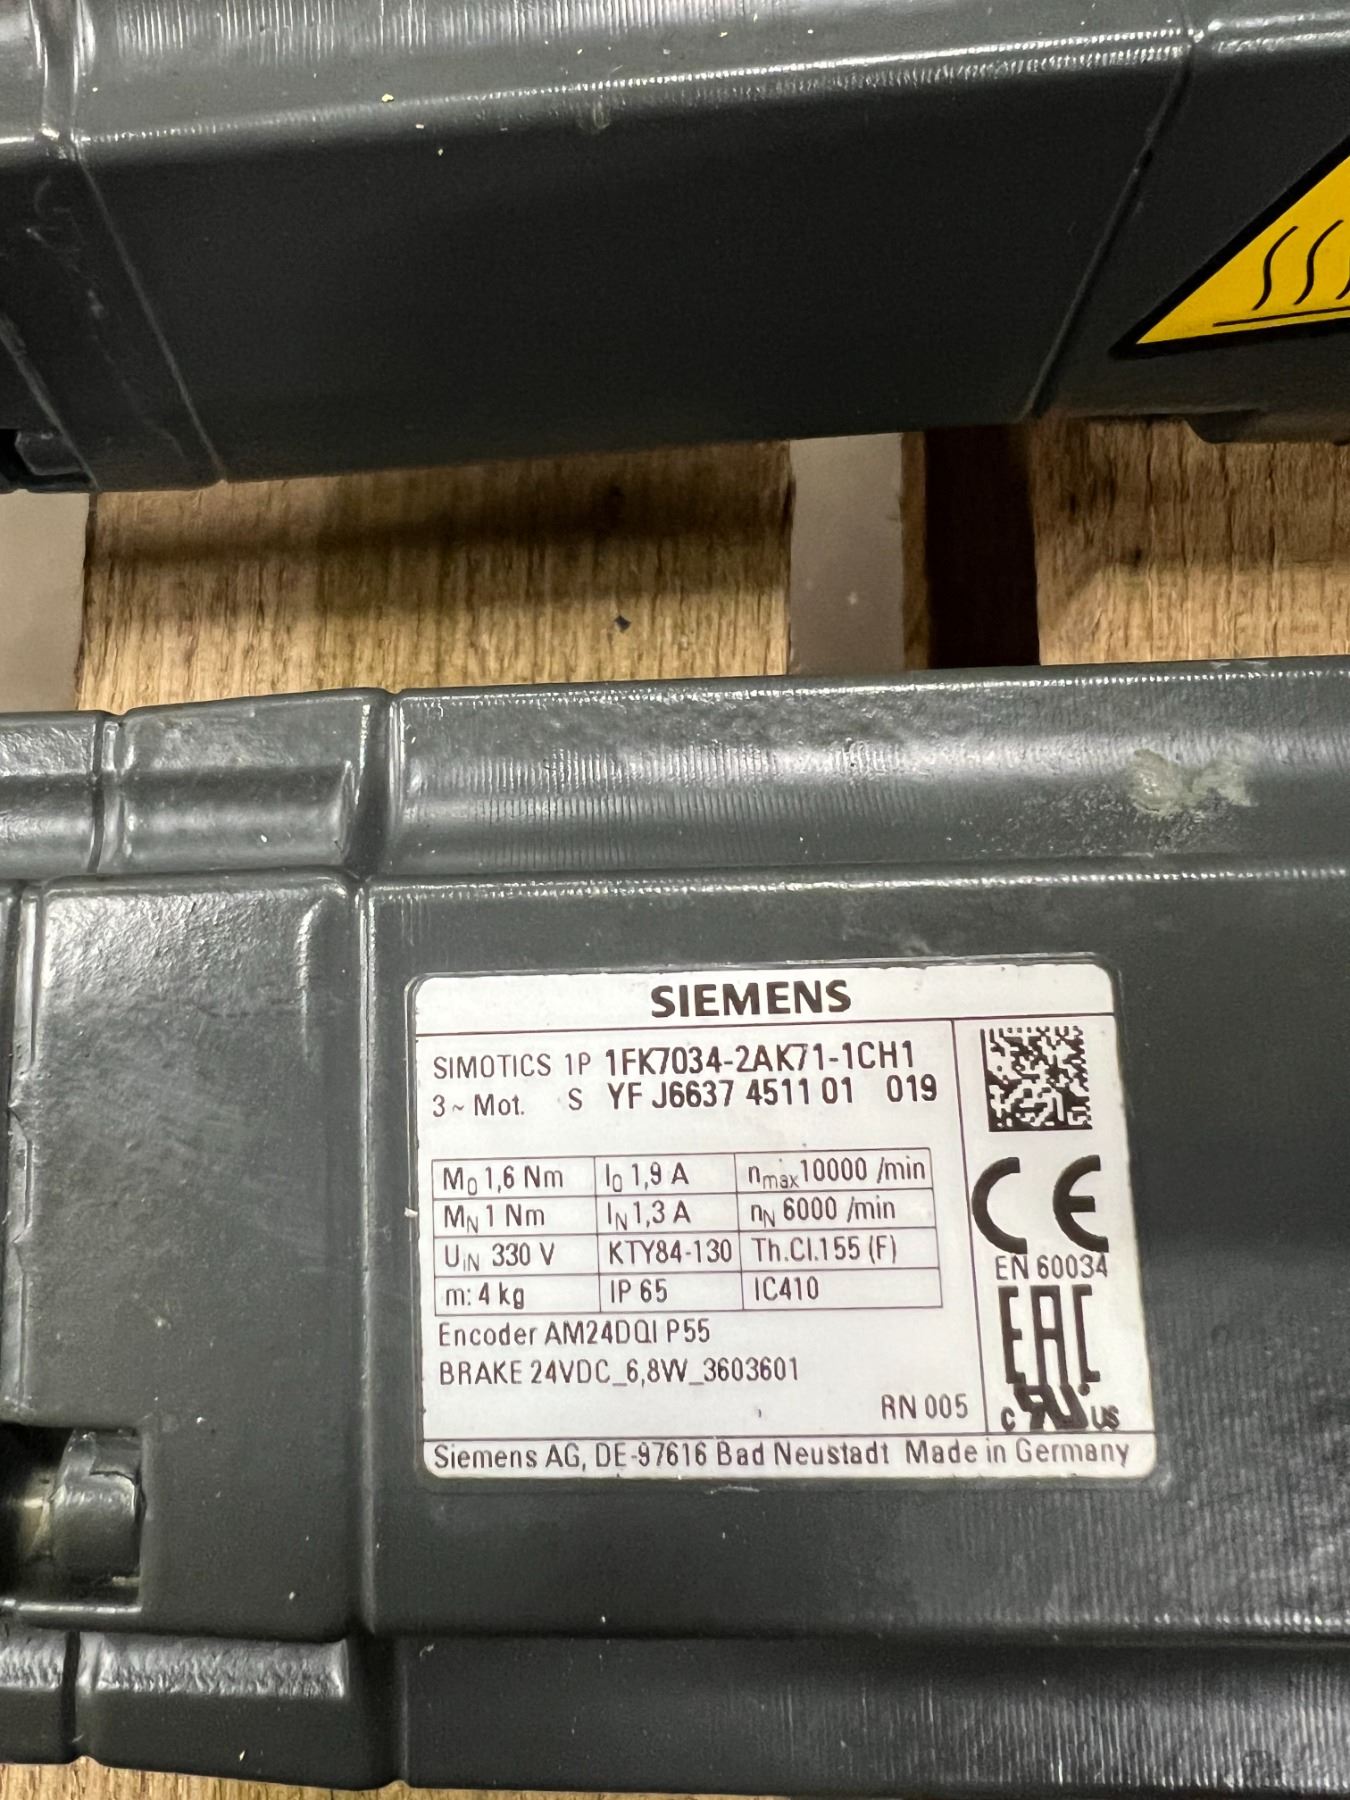 SIEMENS
SIMOTICS 1P 1FK7034-2AK71-1CH1
3~Mot. S YF J6637 4511 01 019
M0 1,6 Nm I0 1,9 A nmax 10000 /min
MN 1 Nm IN 1,3 A nN 6000 /min
UiN 330 V KTY84-130 Th.Cl.155 (F)
m: 4 kg IP 65 IC410
Encoder AM24DQI P55
BRAKE 24VDC_6,8W_3603601
RN 005
CE
EN 60034
EAC
c RU us
Siemens AG, DE-97616 Bad Neustadt Made in Germany